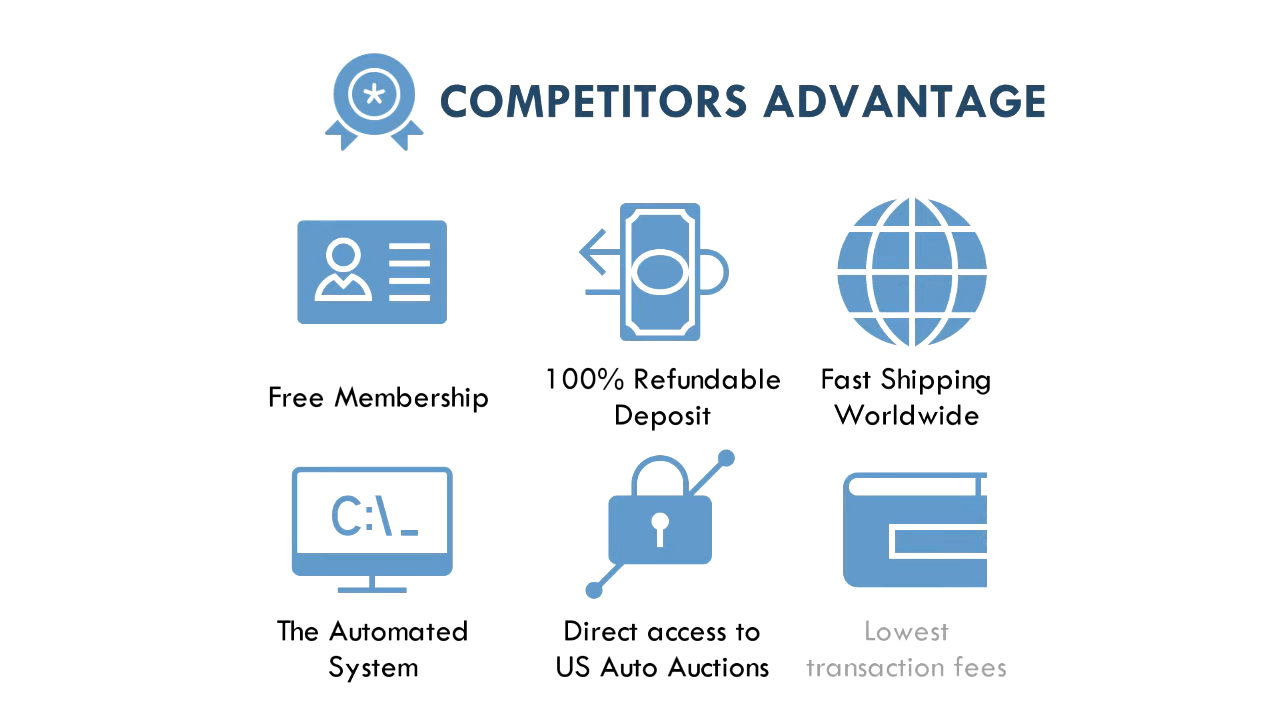 COMPETITORS ADVANTAGE
Free Membership
100% Refundable
Deposit
Fast Shipping
Worldwide
C:\_
The Automated
System
Direct access to
US Auto Auctions
Lowest
transaction fees